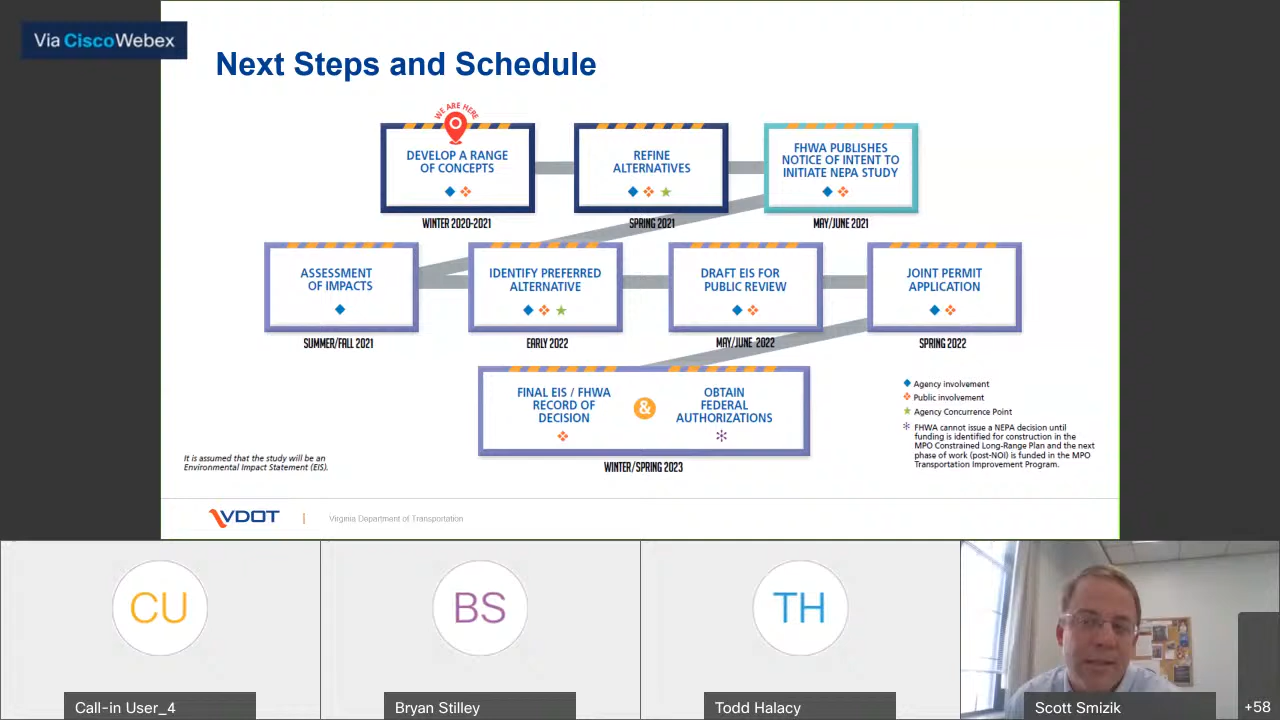 Via Cisco Webex
Next Steps and Schedule
WE ARE HERE
DEVELOP A RANGE
OF CONCEPTS
WINTER 2020-2021
REFINE
ALTERNATIVES
SPRING 2021
FHWA PUBLISHES
NOTICE OF INTENT TO
INITIATE NEPA STUDY
MAY/JUNE 2021
ASSESSMENT
OF IMPACTS
SUMMER/FALL 2021
IDENTIFY PREFERRED
ALTERNATIVE
EARLY 2022
DRAFT EIS FOR
PUBLIC REVIEW
MAY/JUNE 2022
JOINT PERMIT
APPLICATION
SPRING 2022
FINAL EIS / FHWA
RECORD OF
DECISION
&
OBTAIN
FEDERAL
AUTHORIZATIONS
WINTER/SPRING 2023
Agency involvement
Public involvement
Agency Concurrence Point
FHWA cannot issue a NEPA decision until
funding is identified for construction in the
MPO Constrained Long-Range Plan and the next
phase of work (post-NOI) is funded in the MPO
Transportation Improvement Program.
It is assumed that the study will be an
Environmental Impact Statement (EIS).
VDOT | Virginia Department of Transportation
CU
Call-in User_4
BS
Bryan Stilley
TH
Todd Halacy
Scott Smizik
+58